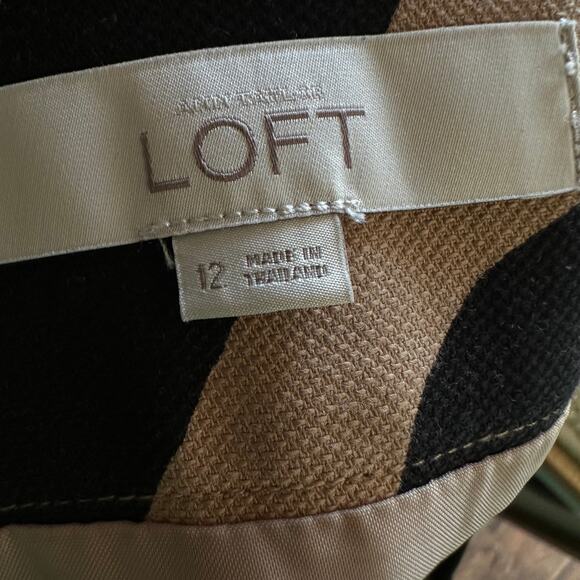 ANN TAYLOR
LOFT
12
MADE IN
THAILAND